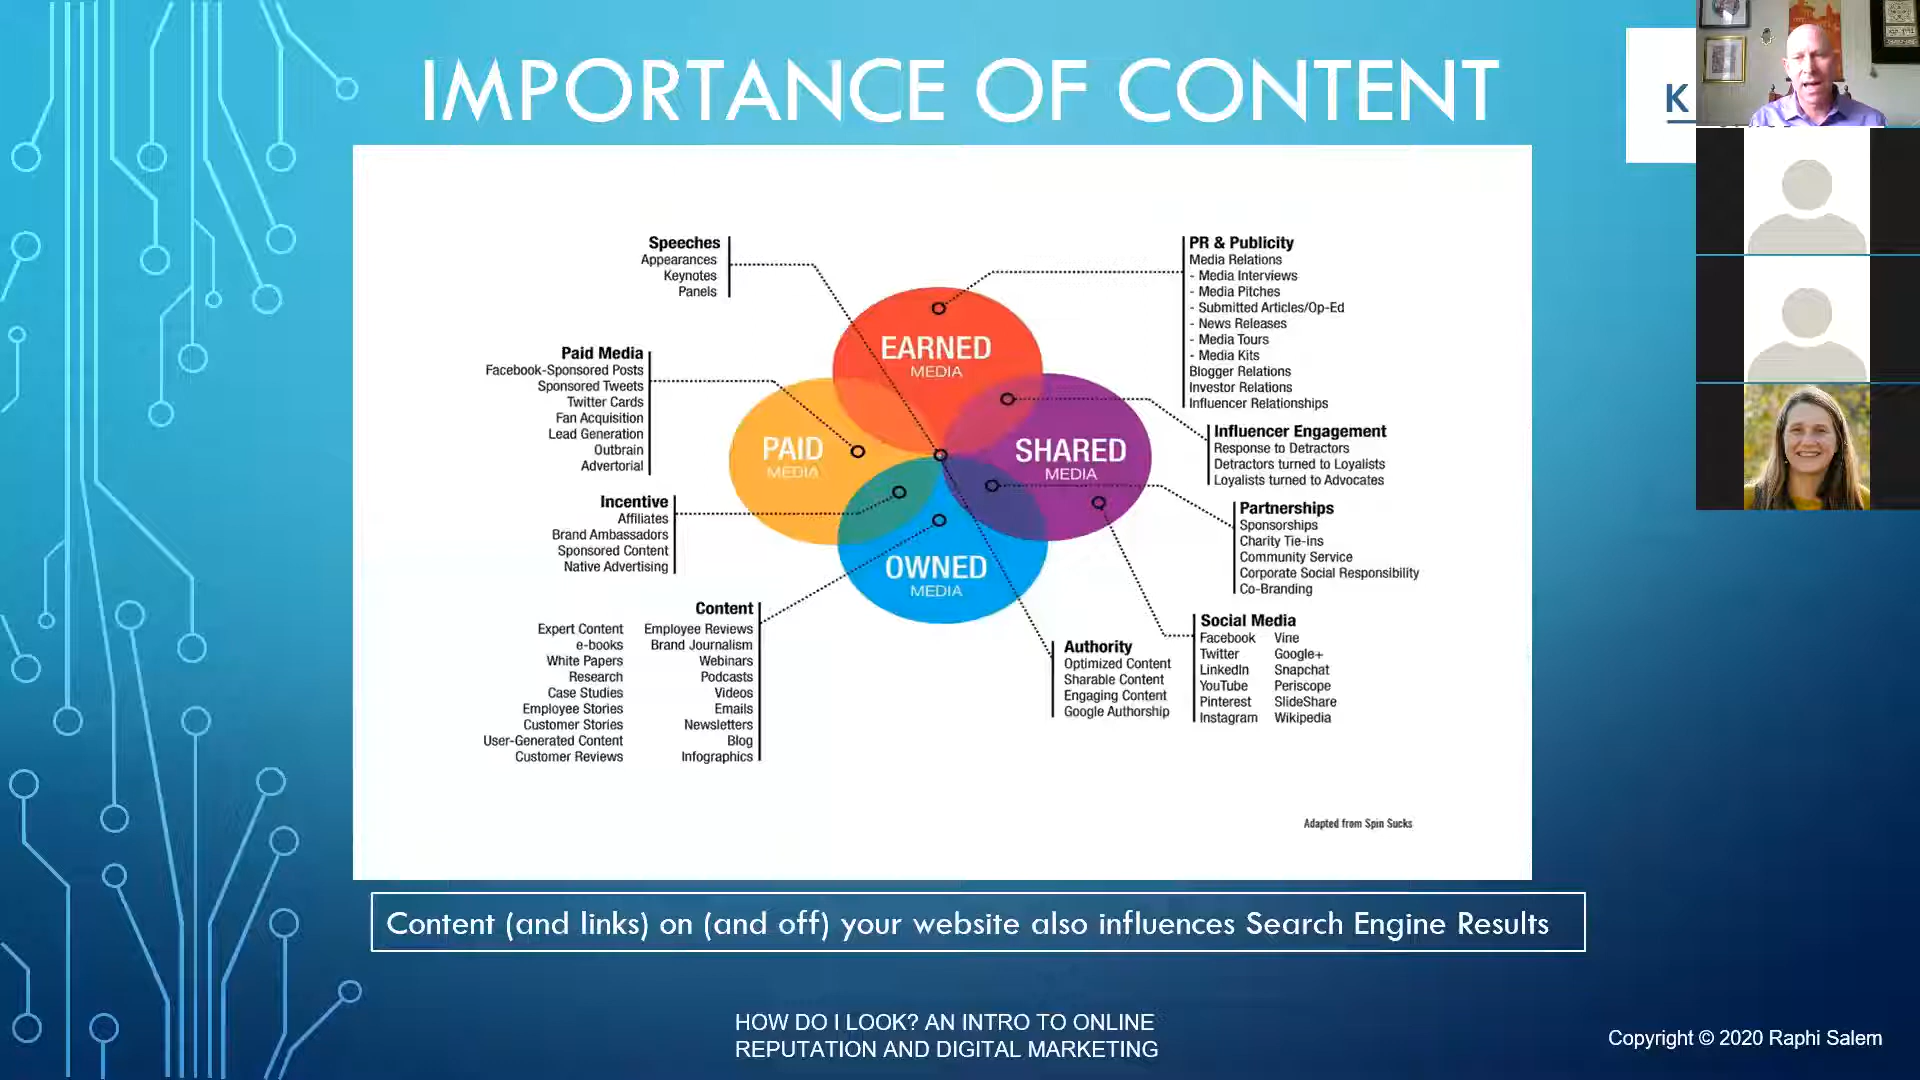 IMPORTANCE OF CONTENT
K
Speeches
Appearances
Keynotes
Panels
PR & Publicity
Media Relations
- Media Interviews
- Media Pitches
- Submitted Articles/Op-Ed
- News Releases
- Media Tours
- Media Kits
Blogger Relations
Investor Relations
Influencer Relationships
EARNED
MEDIA
Paid Media
Facebook-Sponsored Posts
Sponsored Tweets
Twitter Cards
Fan Acquisition
Lead Generation
Outbrain
Advertorial
PAID
MEDIA
SHARED
MEDIA
Influencer Engagement
Response to Detractors
Detractors turned to Loyalists
Loyalists turned to Advocates
Incentive
Affiliates
Brand Ambassadors
Sponsored Content
Native Advertising
Partnerships
Sponsorships
Charity Tie-ins
Community Service
Corporate Social Responsibility
Co-Branding
OWNED
MEDIA
Content
Expert Content Employee Reviews
e-books Brand Journalism
White Papers Webinars
Research Podcasts
Case Studies Videos
Employee Stories Emails
Customer Stories Newsletters
User-Generated Content Blog
Customer Reviews Infographics
Authority
Optimized Content
Sharable Content
Engaging Content
Google Authorship
Social Media
Facebook Vine
Twitter Google+
LinkedIn Snapchat
YouTube Periscope
Pinterest SlideShare
Instagram Wikipedia
Adapted from Spin Sucks
Content (and links) on (and off) your website also influences Search Engine Results
HOW DO I LOOK? AN INTRO TO ONLINE
REPUTATION AND DIGITAL MARKETING
Copyright © 2020 Raphi Salem